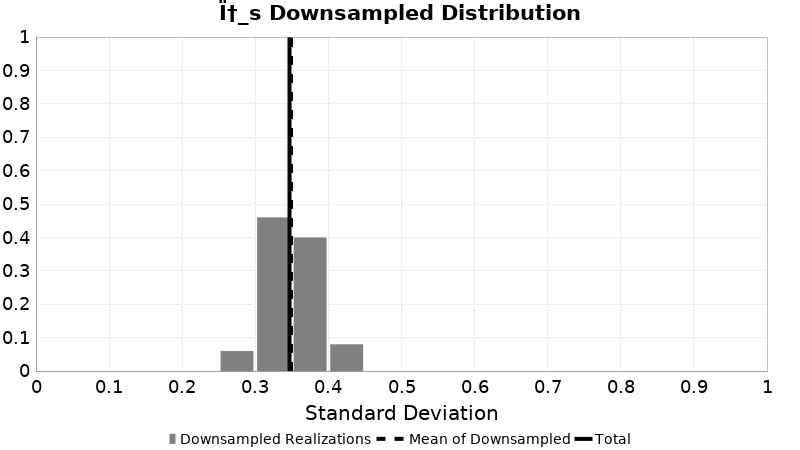 Ï†_s Downsampled Distribution
1
0.9
0.8
0.7
0.6
0.5
0.4
0.3
0.2
0.1
0
0 0.1 0.2 0.3 0.4 0.5 0.6 0.7 0.8 0.9 1
Standard Deviation
Downsampled Realizations Mean of Downsampled Total